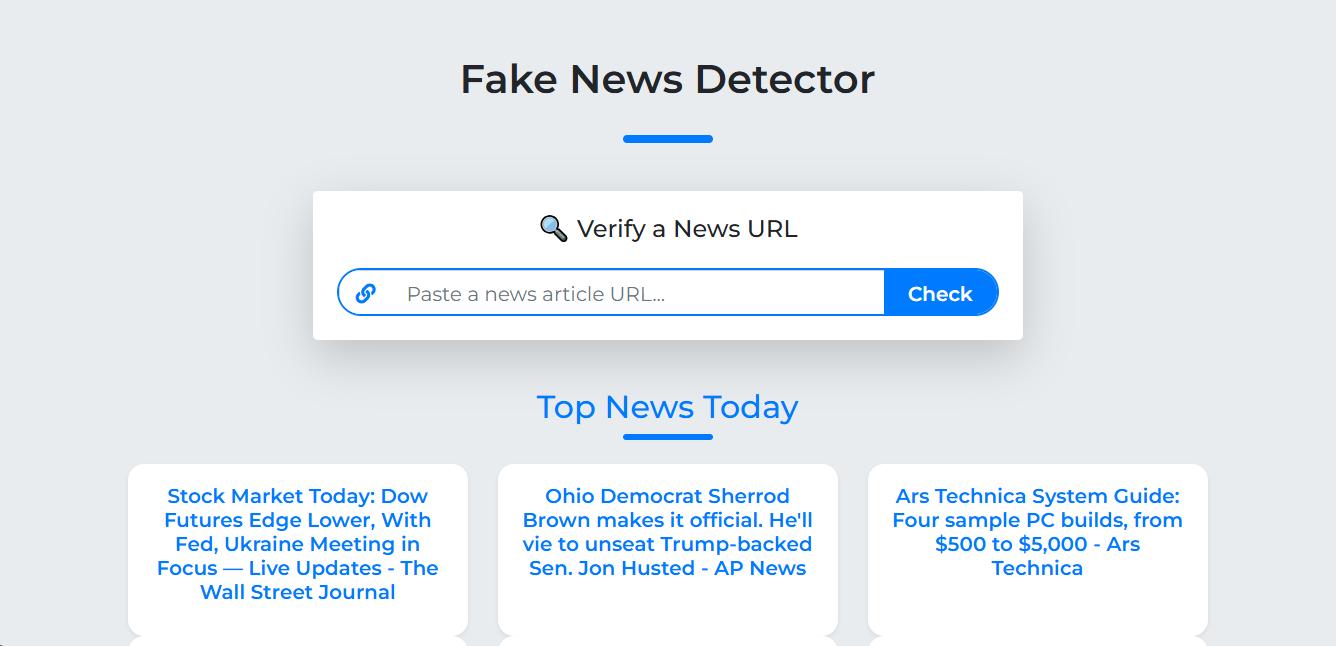 Fake News Detector
Verify a News URL
Paste a news article URL...
Check
Top News Today
Stock Market Today: Dow
Futures Edge Lower, With
Fed, Ukraine Meeting in
Focus — Live Updates - The
Wall Street Journal
Ohio Democrat Sherrod
Brown makes it official. He'll
vie to unseat Trump-backed
Sen. Jon Husted - AP News
Ars Technica System Guide:
Four sample PC builds, from
$500 to $5,000 - Ars
Technica